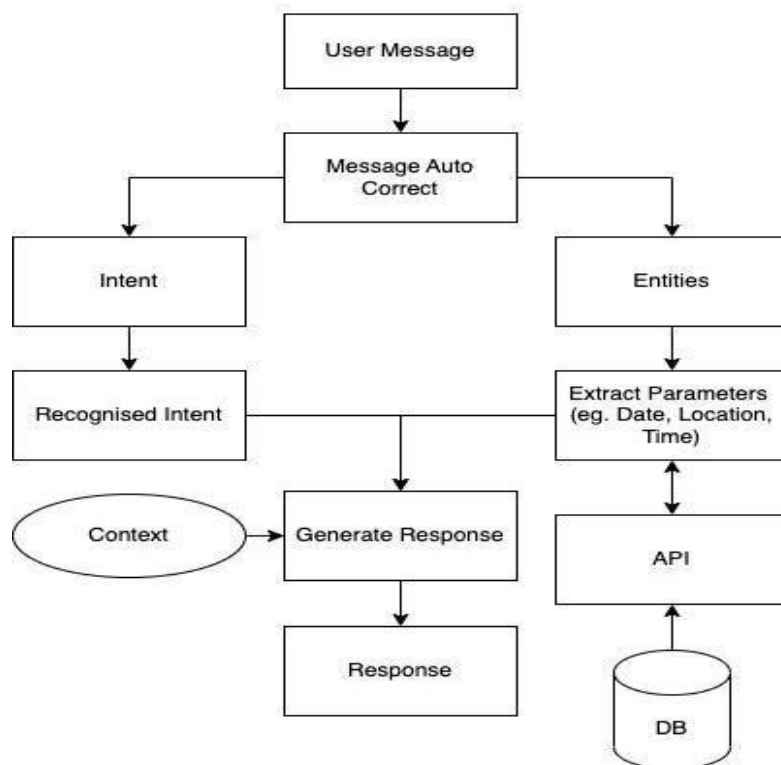 User Message
Message Auto
Correct
Intent
Entities
Recognised Intent
Extract Parameters
(eg. Date, Location,
Time)
Context
Generate Response
API
Response
DB